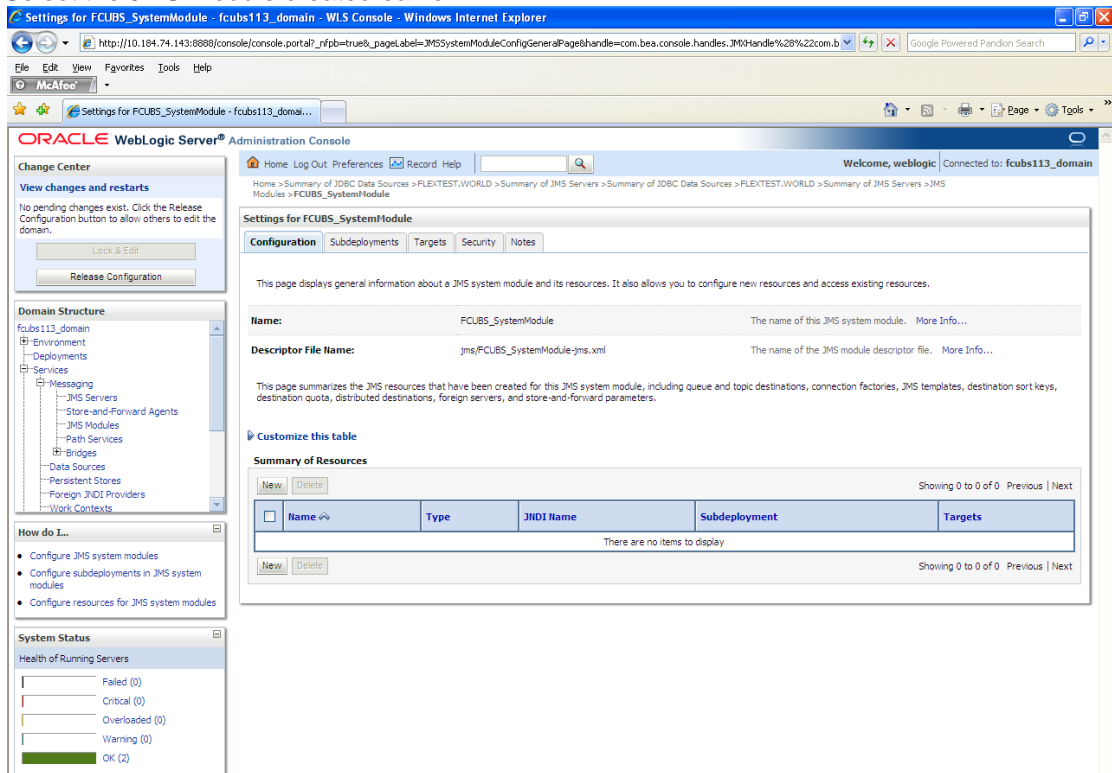 Settings for FCUBS_SystemModule - fcubs113_domain - WLS Console - Windows Internet Explorer
http://10.184.74.143:8888/console/console.portal?_nfpb=true&_pageLabel=JMSSystemModuleConfigGeneralPage&handle=com.bea.console.handles.JMXHandle%28%22com.b
Google Powered Pandion Search
File Edit View Favorites Tools Help
McAfee
Settings for FCUBS_SystemModule - fcubs113_domai...
Page Tools
ORACLE WebLogic Server® Administration Console
Change Center
View changes and restarts
No pending changes exist. Click the Release
Configuration button to allow others to edit the
domain.
Lock & Edit
Release Configuration
Domain Structure
fcubs113_domain
Environment
Deployments
Services
Messaging
JMS Servers
Store-and-Forward Agents
JMS Modules
Path Services
Bridges
Data Sources
Persistent Stores
Foreign JNDI Providers
Work Contexts
How do I...
Configure JMS system modules
Configure subdeployments in JMS system
modules
Configure resources for JMS system modules
System Status
Health of Running Servers
Failed (0)
Critical (0)
Overloaded (0)
Warning (0)
OK (2)
Home Log Out Preferences Record Help
Welcome, weblogic Connected to: fcubs113_domain
Home >Summary of JDBC Data Sources >FLEXTEST.WORLD >Summary of JMS Servers >Summary of JDBC Data Sources >FLEXTEST.WORLD >Summary of JMS Servers >JMS
Modules >FCUBS_SystemModule
Settings for FCUBS_SystemModule
Configuration Subdeployments Targets Security Notes
This page displays general information about a JMS system module and its resources. It also allows you to configure new resources and access existing resources.
Name: FCUBS_SystemModule The name of this JMS system module. More Info...
Descriptor File Name: jms/FCUBS_SystemModule-jms.xml The name of the JMS module descriptor file. More Info...
This page summarizes the JMS resources that have been created for this JMS system module, including queue and topic destinations, connection factories, JMS templates, destination sort keys,
destination quota, distributed destinations, foreign servers, and store-and-forward parameters.
Customize this table
Summary of Resources
New Delete Showing 0 to 0 of 0 Previous | Next
Name Type JNDI Name Subdeployment Targets
There are no items to display
New Delete Showing 0 to 0 of 0 Previous | Next